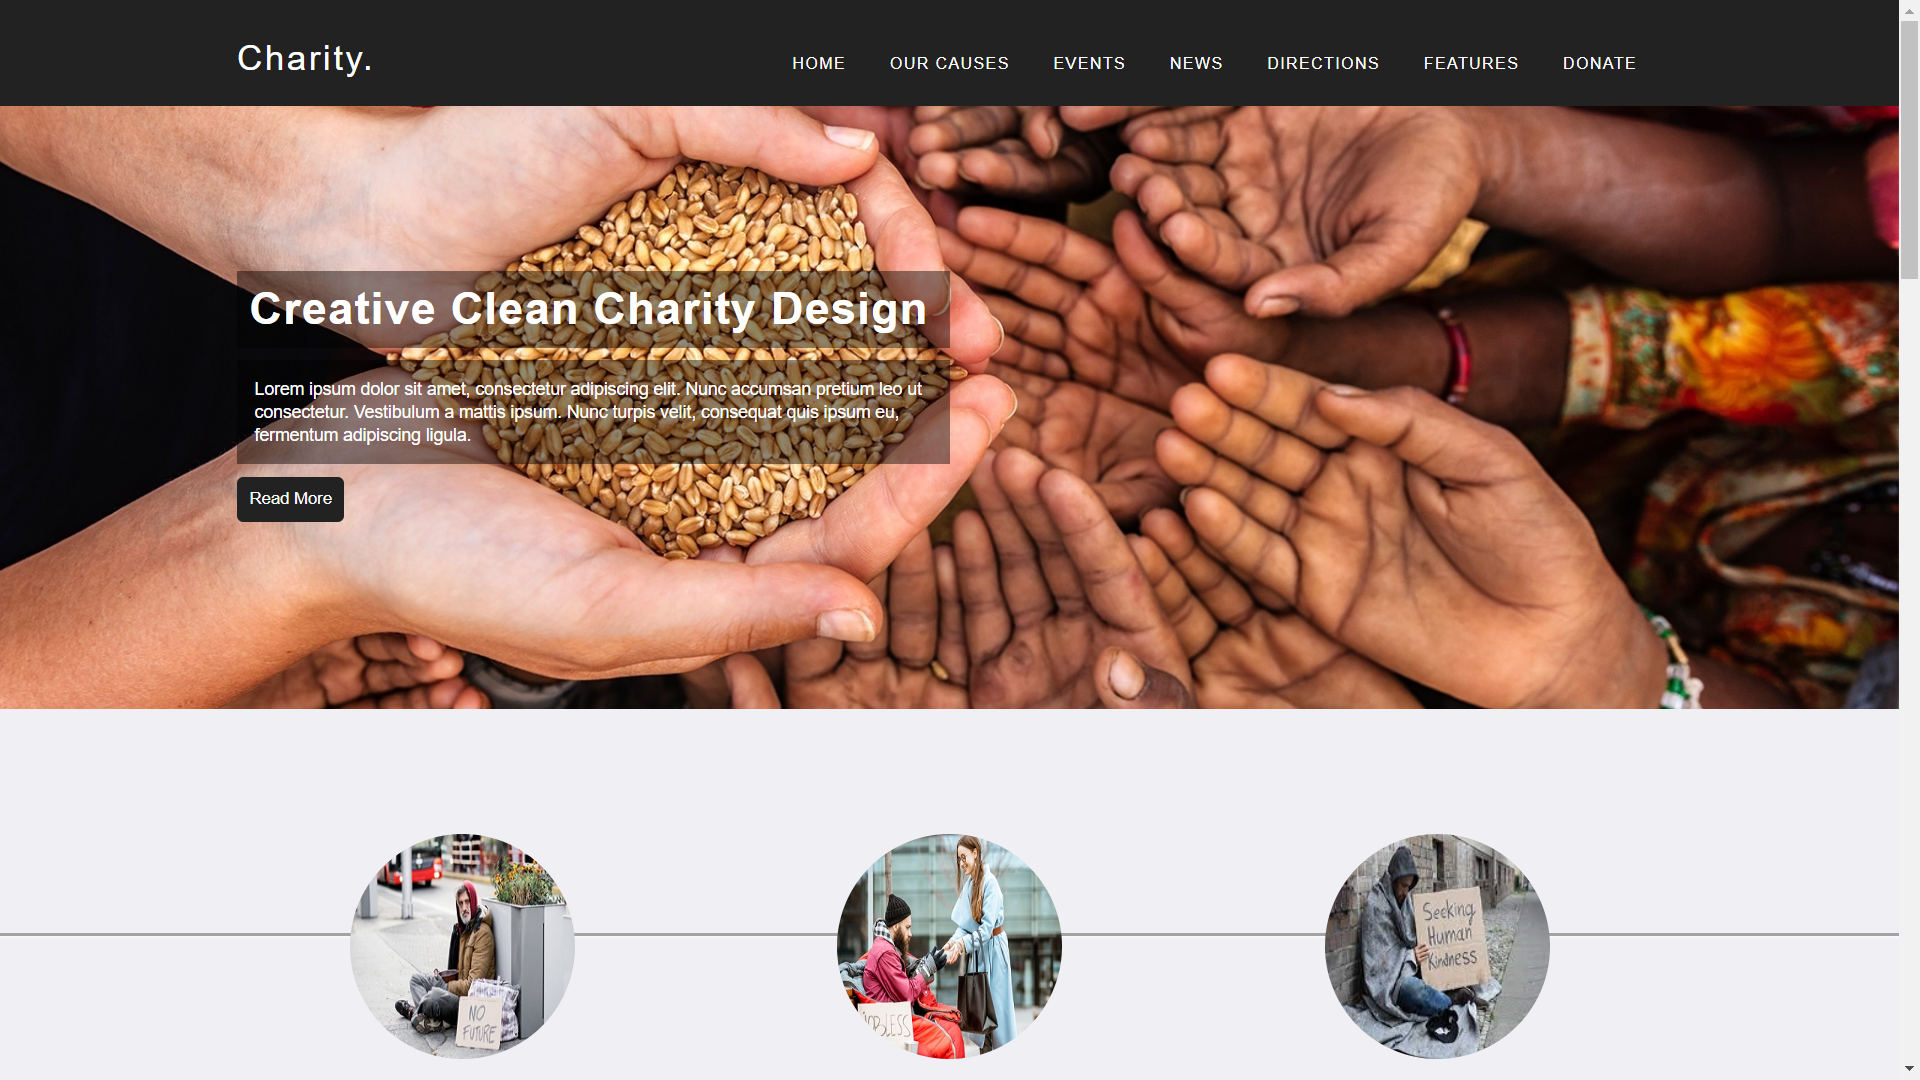 Charity.
HOME OUR CAUSES EVENTS NEWS DIRECTIONS FEATURES DONATE
Creative Clean Charity Design
Lorem ipsum dolor sit amet, consectetur adipiscing elit. Nunc accumsan pretium leo ut
consectetur. Vestibulum a mattis ipsum. Nunc turpis velit, consequat quis ipsum eu,
fermentum adipiscing ligula.
Read More
NO
FUTURE
JOBLESS
Seeking
Human
Kindness